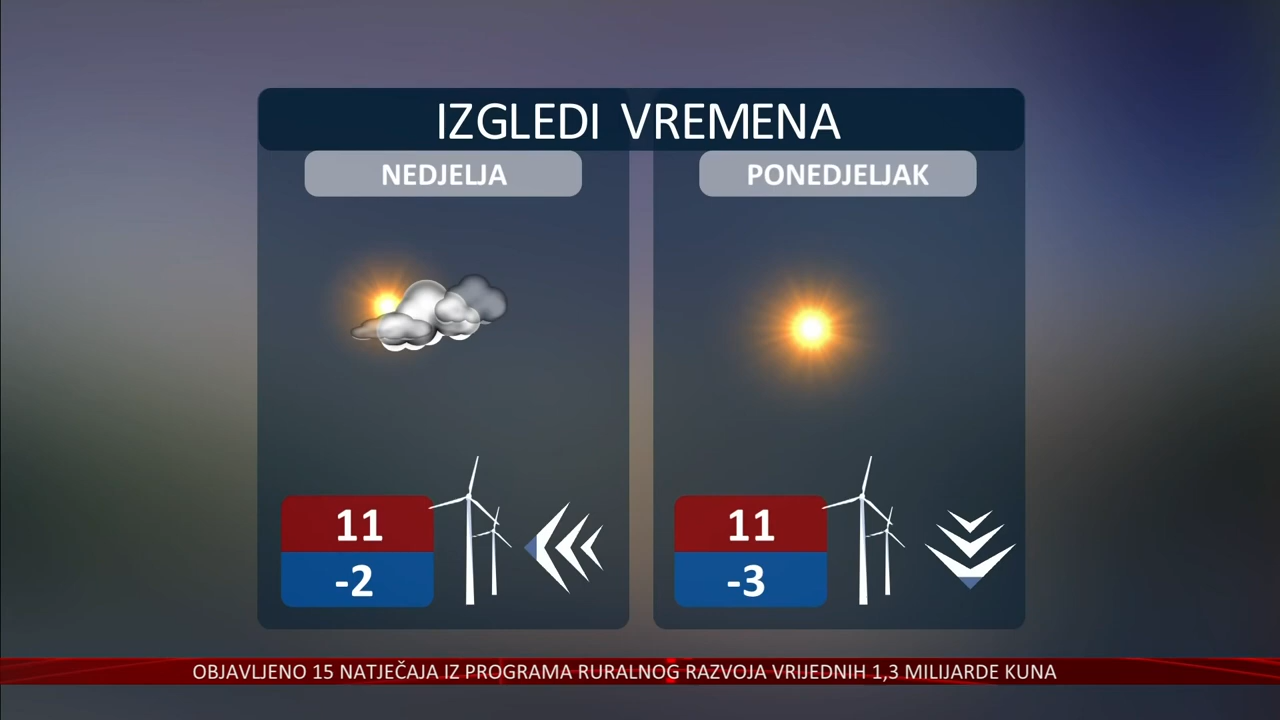 IZGLEDI VREMENA
NEDJELJA
PONEDJELJAK
11
-2
11
-3
OBJAVLJENO 15 NATJEČAJA IZ PROGRAMA RURALNOG RAZVOJA VRIJEDNIH 1,3 MILIJARDE KUNA